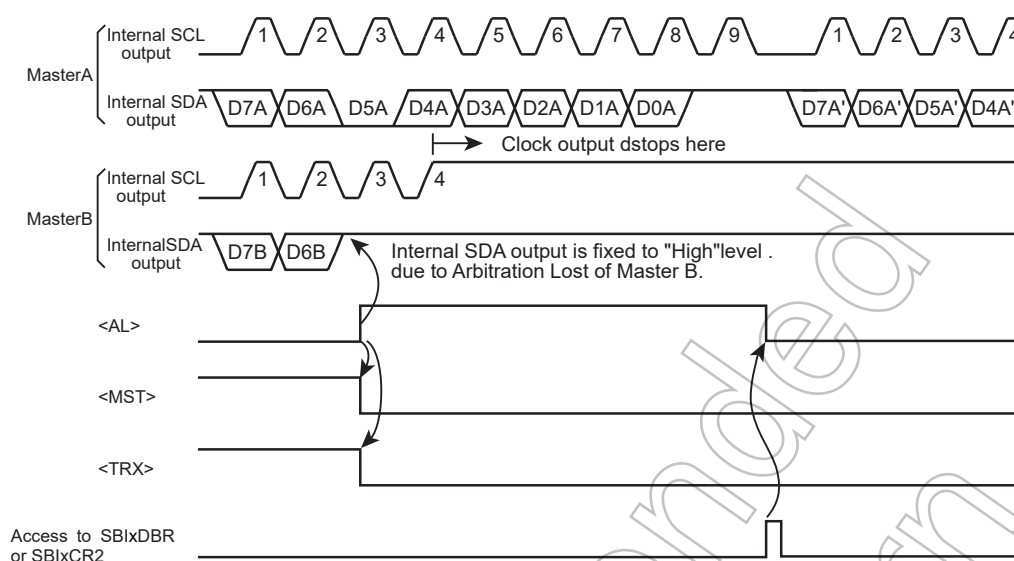 Internal SCL
output
1 2 3 4 5 6 7 8 9 1 2 3 4
MasterA
Internal SDA
output
D7A D6A D5A D4A D3A D2A D1A D0A D7A' D6A' D5A' D4A'
Clock output dstops here
Internal SCL
output
1 2 3 4
MasterB
InternalSDA
output
D7B D6B
Internal SDA output is fixed to "High"level .
due to Arbitration Lost of Master B.
<AL>
<MST>
<TRX>
Access to SBIxDBR
or SBIxCR2